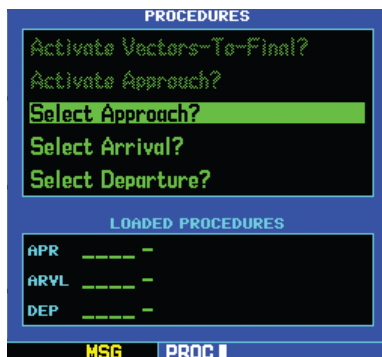 PROCEDURES
Activate Vectors-To-Final?
Activate Approach?
Select Approach?
Select Arrival?
Select Departure?
LOADED PROCEDURES
APR ____ -
ARVL ____ -
DEP ____ -
MSG PROC